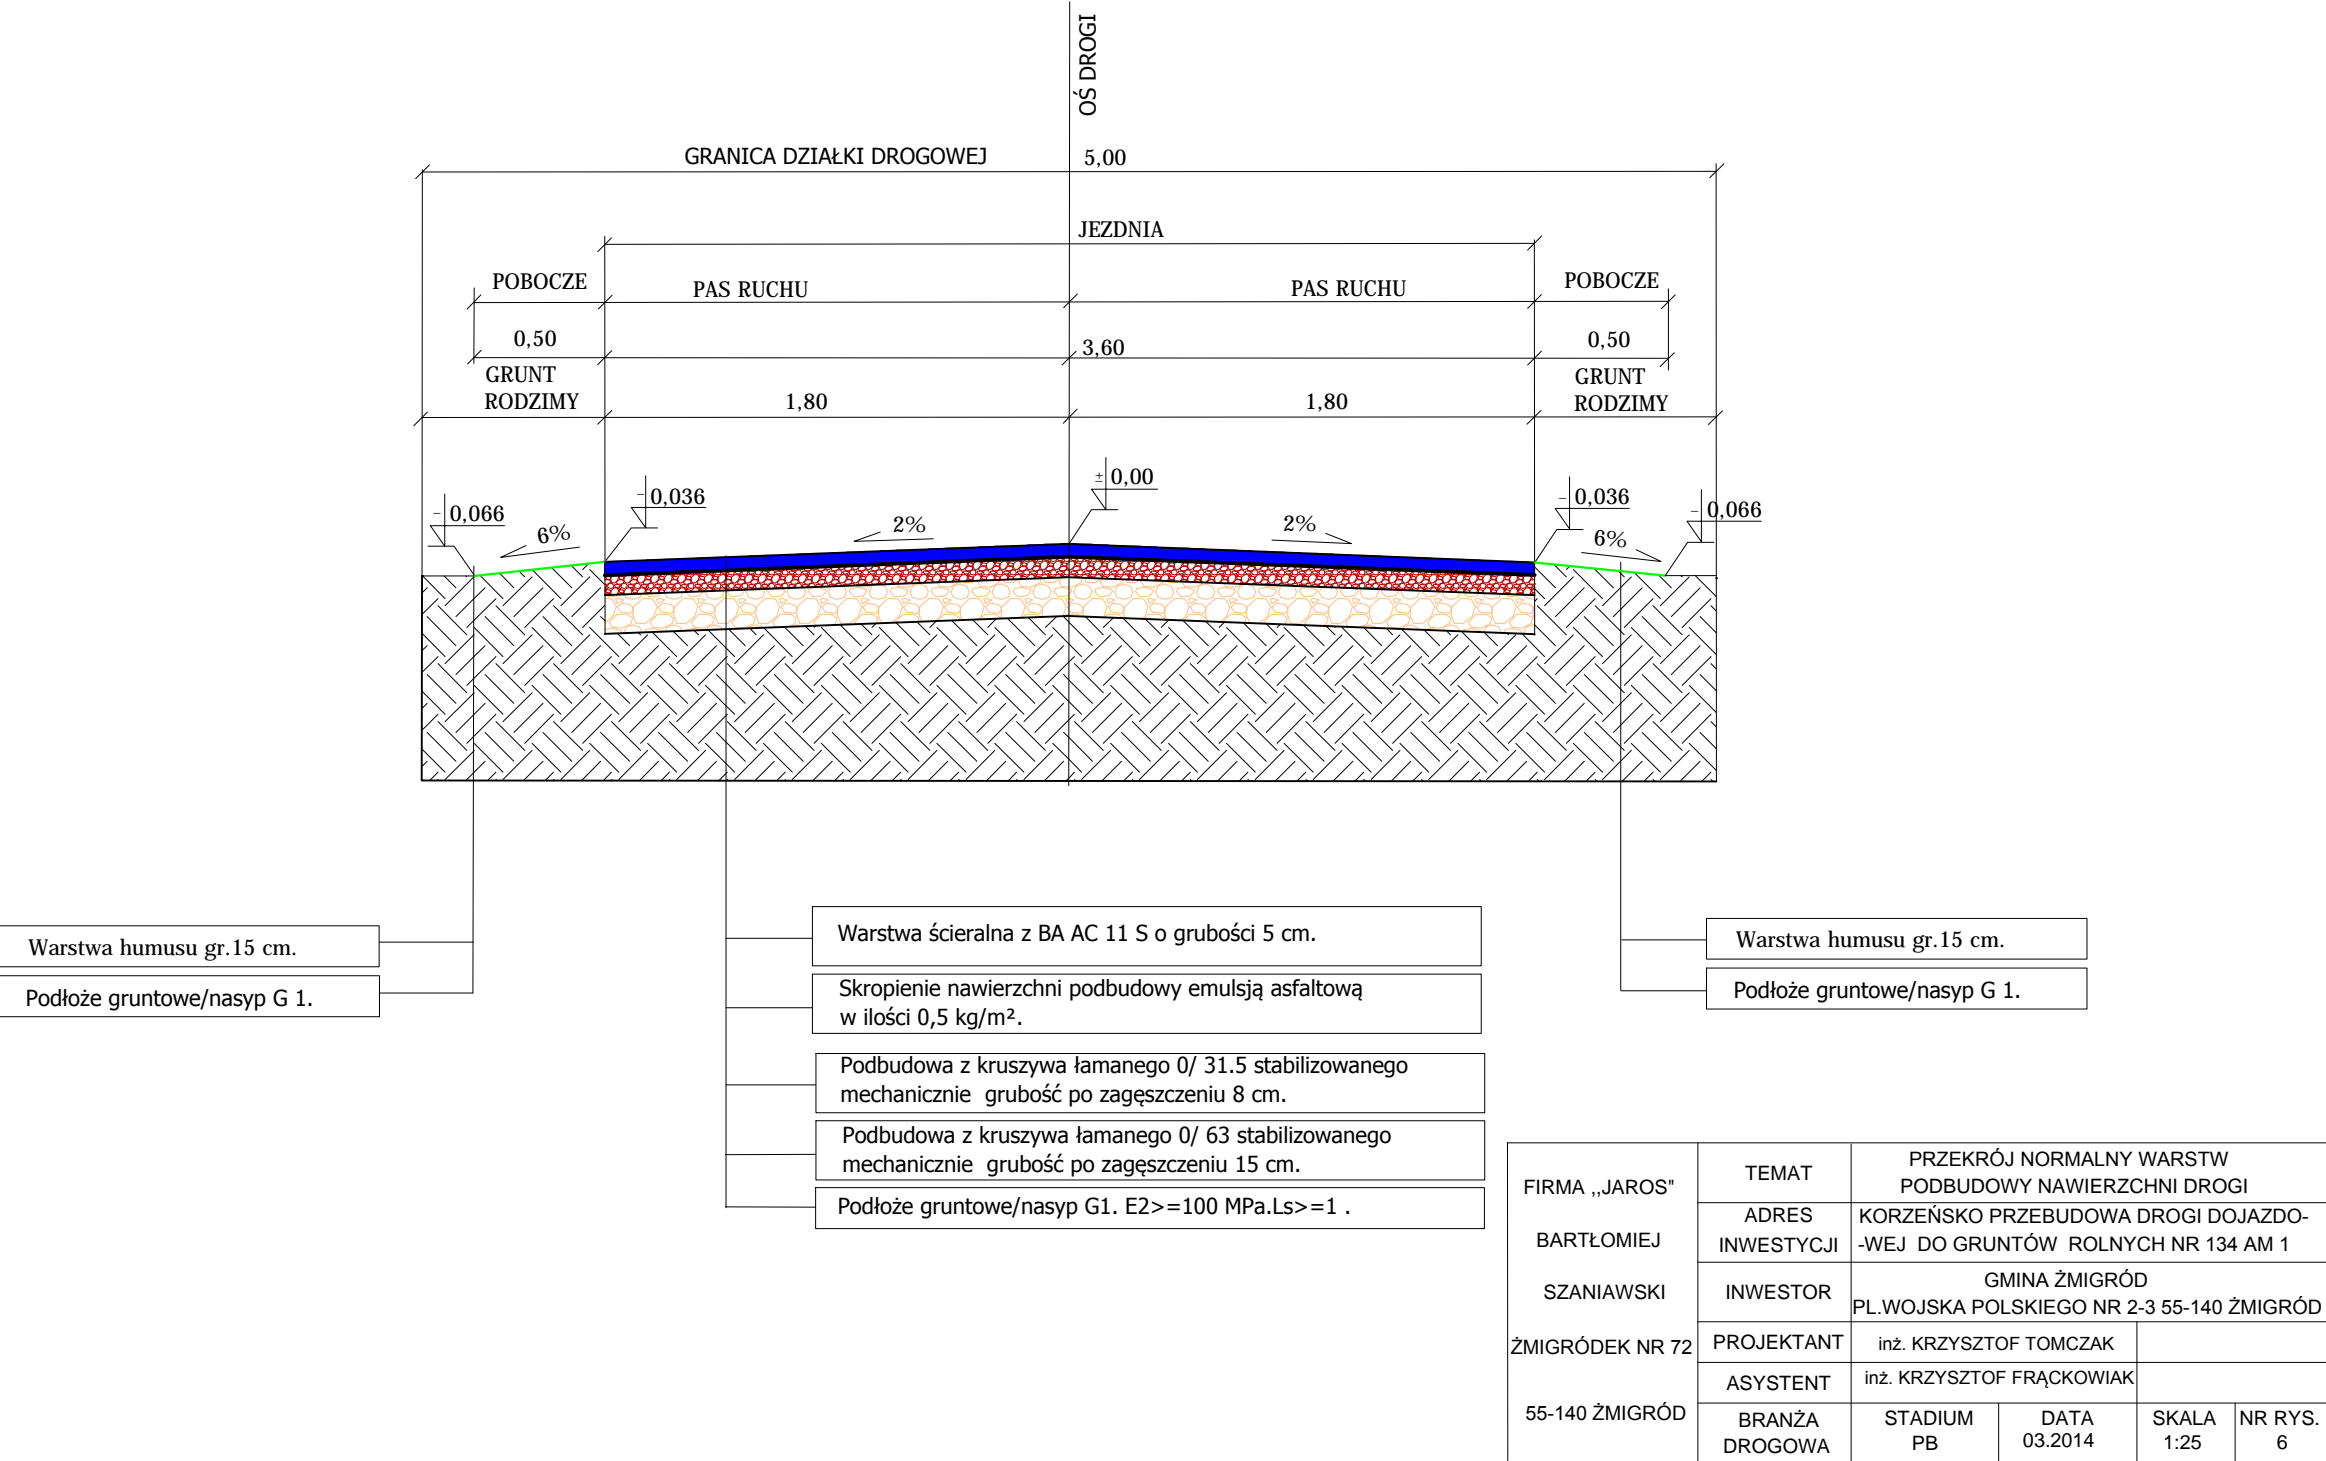 OŚ DROGI
GRANICA DZIAŁKI DROGOWEJ
5,00
JEZDNIA
POBOCZE
PAS RUCHU
PAS RUCHU
POBOCZE
0,50
3,60
0,50
GRUNT
RODZIMY
1,80
1,80
GRUNT
RODZIMY
-0,066
6%
-0,036
2%
±0,00
2%
-0,036
6%
-0,066
Warstwa humusu gr.15 cm.
Podłoże gruntowe/nasyp G 1.
Warstwa ścieralna z BA AC 11 S o grubości 5 cm.
Skropienie nawierzchni podbudowy emulsją asfaltową
w ilości 0,5 kg/m².
Podbudowa z kruszywa łamanego 0/ 31.5 stabilizowanego
mechanicznie grubość po zagęszczeniu 8 cm.
Podbudowa z kruszywa łamanego 0/ 63 stabilizowanego
mechanicznie grubość po zagęszczeniu 15 cm.
Podłoże gruntowe/nasyp G1. E2>=100 MPa.Ls>=1 .
Warstwa humusu gr.15 cm.
Podłoże gruntowe/nasyp G 1.
FIRMA ,,JAROS"
BARTŁOMIEJ
SZANIAWSKI
ŻMIGRÓDEK NR 72
55-140 ŻMIGRÓD
TEMAT
PRZEKRÓJ NORMALNY WARSTW
PODBUDOWY NAWIERZCHNI DROGI
ADRES
INWESTYCJI
KORZEŃSKO PRZEBUDOWA DROGI DOJAZDO-
-WEJ DO GRUNTÓW ROLNYCH NR 134 AM 1
INWESTOR
GMINA ŻMIGRÓD
PL.WOJSKA POLSKIEGO NR 2-3 55-140 ŻMIGRÓD
PROJEKTANT
inż. KRZYSZTOF TOMCZAK
ASYSTENT
inż. KRZYSZTOF FRĄCKOWIAK
BRANŻA
DROGOWA
STADIUM
PB
DATA
03.2014
SKALA
1:25
NR RYS.
6